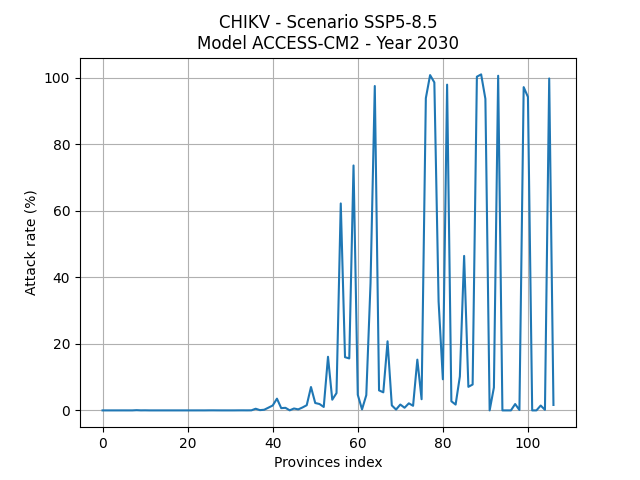 CHIKV - Scenario SSP5-8.5
Model ACCESS-CM2 - Year 2030
100
80
60
40
20
0
Attack rate (%)
0 20 40 60 80 100
Provinces index